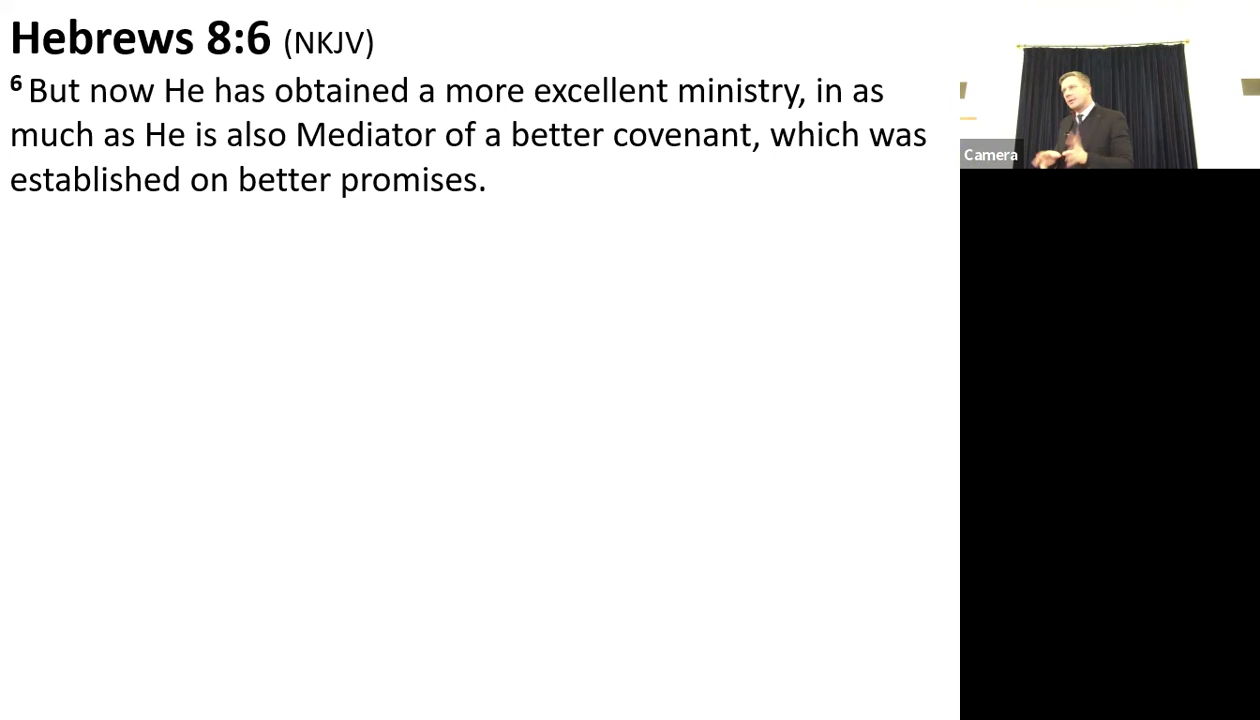 Hebrews 8:6 (NKJV)
6 But now He has obtained a more excellent ministry, in as
much as He is also Mediator of a better covenant, which was
established on better promises.
Camera